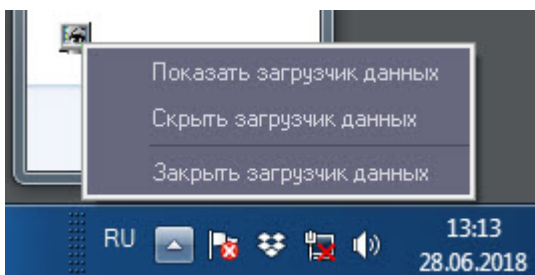 Показать загрузчик данных
Скрыть загрузчик данных
Закрыть загрузчик данных
RU
13:13
28.06.2018